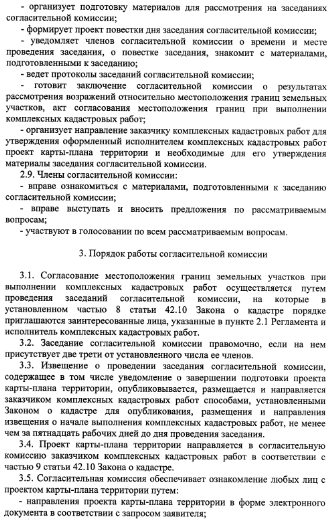 - организует подготовку материалов для рассмотрения на заседаниях
согласительной комиссии;
- формирует проект повестки дня заседания согласительной комиссии;
- уведомляет членов согласительной комиссии о времени и месте
проведения заседания, о повестке заседания, знакомит с материалами,
подготовленными к заседанию;
- ведет протоколы заседаний согласительной комиссии;
- готовит заключение согласительной комиссии о результатах
рассмотрения возражений относительно местоположения границ земельных
участков, акт согласования местоположения границ при выполнении
комплексных кадастровых работ;
- организует направление заказчику комплексных кадастровых работ для
утверждения оформленный исполнителем комплексных кадастровых работ
проект карты-плана территории и необходимые для его утверждения
материалы заседания согласительной комиссии.
2.9. Члены согласительной комиссии:
- вправе ознакомиться с материалами, подготовленными к заседанию
согласительной комиссии;
- вправе выступать и вносить предложения по рассматриваемым
вопросам;
- участвуют в голосовании по всем рассматриваемым вопросам.
3. Порядок работы согласительной комиссии
3.1. Согласование местоположения границ земельных участков при
выполнении комплексных кадастровых работ осуществляется путем
проведения заседаний согласительной комиссии, на которые в
установленном частью 8 статьи 42.10 Закона о кадастре порядке
приглашаются заинтересованные лица, указанные в пункте 2.1 Регламента и
исполнитель комплексных кадастровых работ.
3.2. Заседание согласительной комиссии правомочно, если на нем
присутствует две трети от установленного числа ее членов.
3.3. Извещение о проведении заседания согласительной комиссии,
содержащее в том числе уведомление о завершении подготовки проекта
карты-плана территории, опубликовывается, размещается и направляется
заказчиком комплексных кадастровых работ способами, установленными
Законом о кадастре для опубликования, размещения и направления
извещения о начале выполнения комплексных кадастровых работ, не менее
чем за пятнадцать рабочих дней до дня проведения заседания.
3.4. Проект карты-плана территории направляется в согласительную
комиссию заказчиком комплексных кадастровых работ в соответствии с
частью 9 статьи 42.10 Закона о кадастре.
3.5. Согласительная комиссия обеспечивает ознакомление любых лиц с
проектом карты-плана территории путем:
- направления проекта карты-плана территории в форме электронного
документа в соответствии с запросом заявителя;